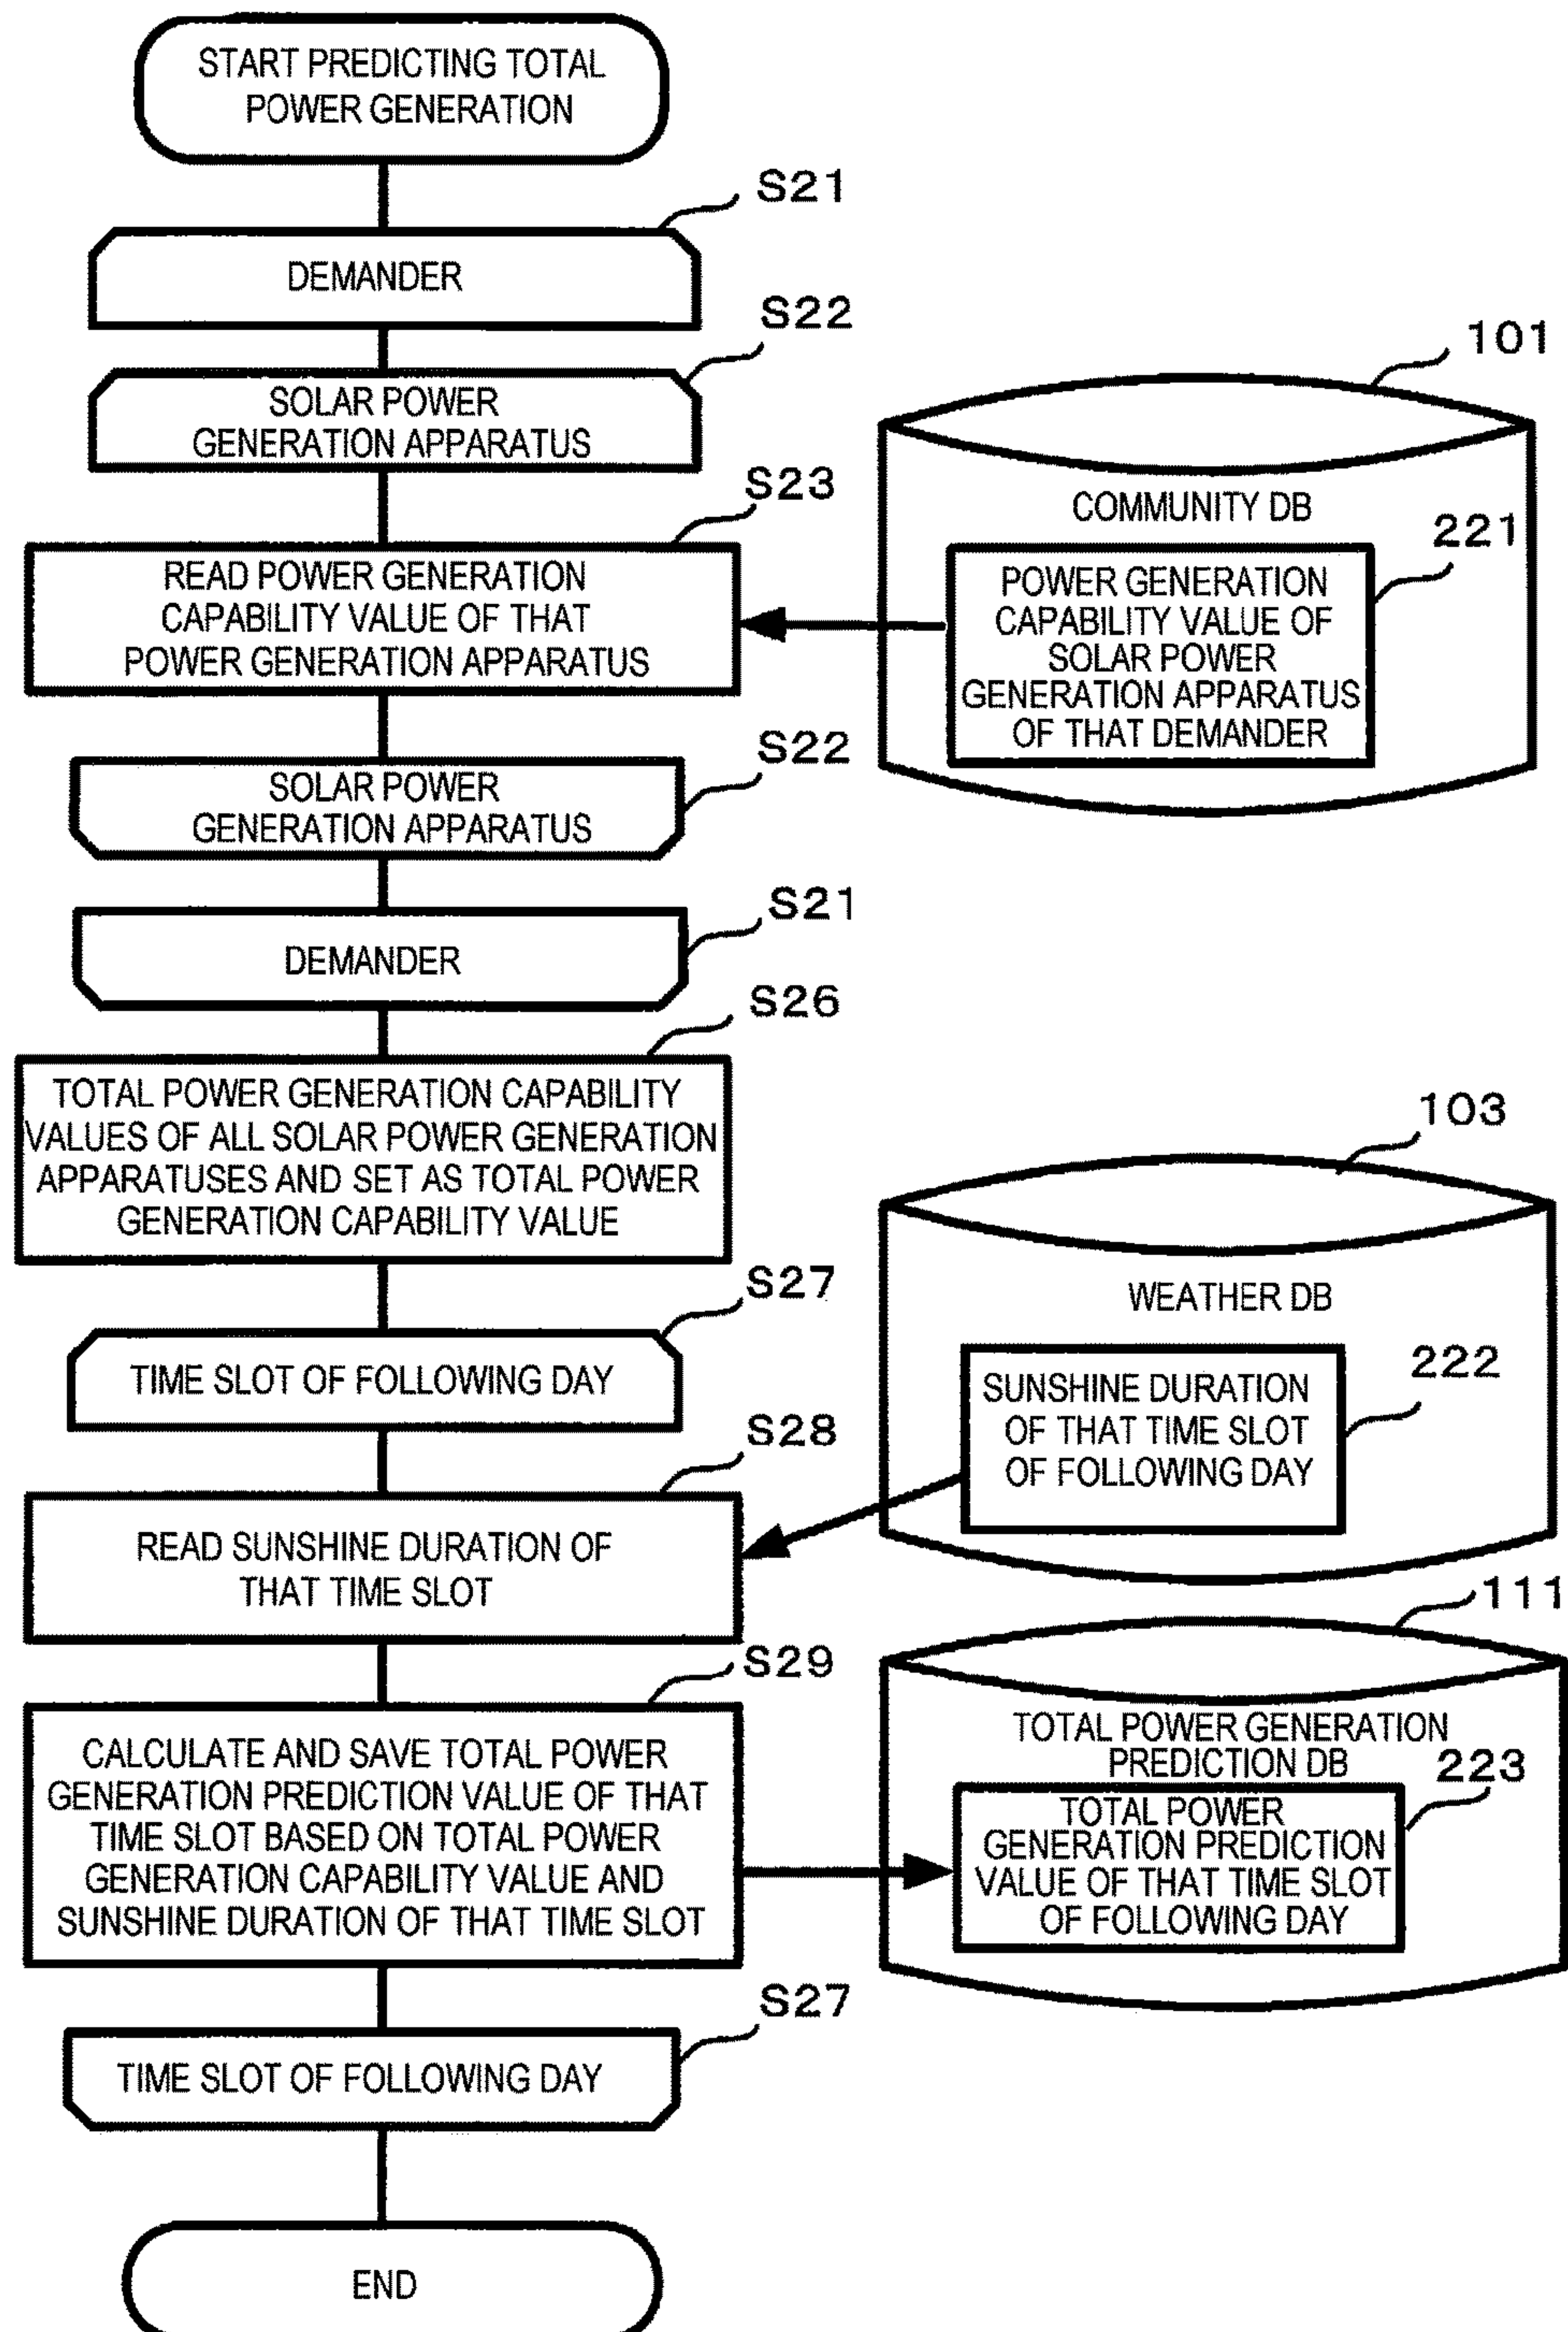 START PREDICTING TOTAL
POWER GENERATION
S21
DEMANDER
S22
SOLAR POWER
GENERATION APPARATUS
S23
READ POWER GENERATION
CAPABILITY VALUE OF THAT
POWER GENERATION APPARATUS
101
COMMUNITY DB
221
POWER GENERATION
CAPABILITY VALUE OF
SOLAR POWER
GENERATION APPARATUS
OF THAT DEMANDER
S22
SOLAR POWER
GENERATION APPARATUS
S21
DEMANDER
S26
TOTAL POWER GENERATION CAPABILITY
VALUES OF ALL SOLAR POWER GENERATION
APPARATUSES AND SET AS TOTAL POWER
GENERATION CAPABILITY VALUE
S27
TIME SLOT OF FOLLOWING DAY
103
WEATHER DB
222
SUNSHINE DURATION
OF THAT TIME SLOT
OF FOLLOWING DAY
S28
READ SUNSHINE DURATION OF
THAT TIME SLOT
S29
CALCULATE AND SAVE TOTAL POWER
GENERATION PREDICTION VALUE OF THAT
TIME SLOT BASED ON TOTAL POWER
GENERATION CAPABILITY VALUE AND
SUNSHINE DURATION OF THAT TIME SLOT
111
TOTAL POWER GENERATION
PREDICTION DB
223
TOTAL POWER
GENERATION PREDICTION
VALUE OF THAT TIME SLOT
OF FOLLOWING DAY
S27
TIME SLOT OF FOLLOWING DAY
END